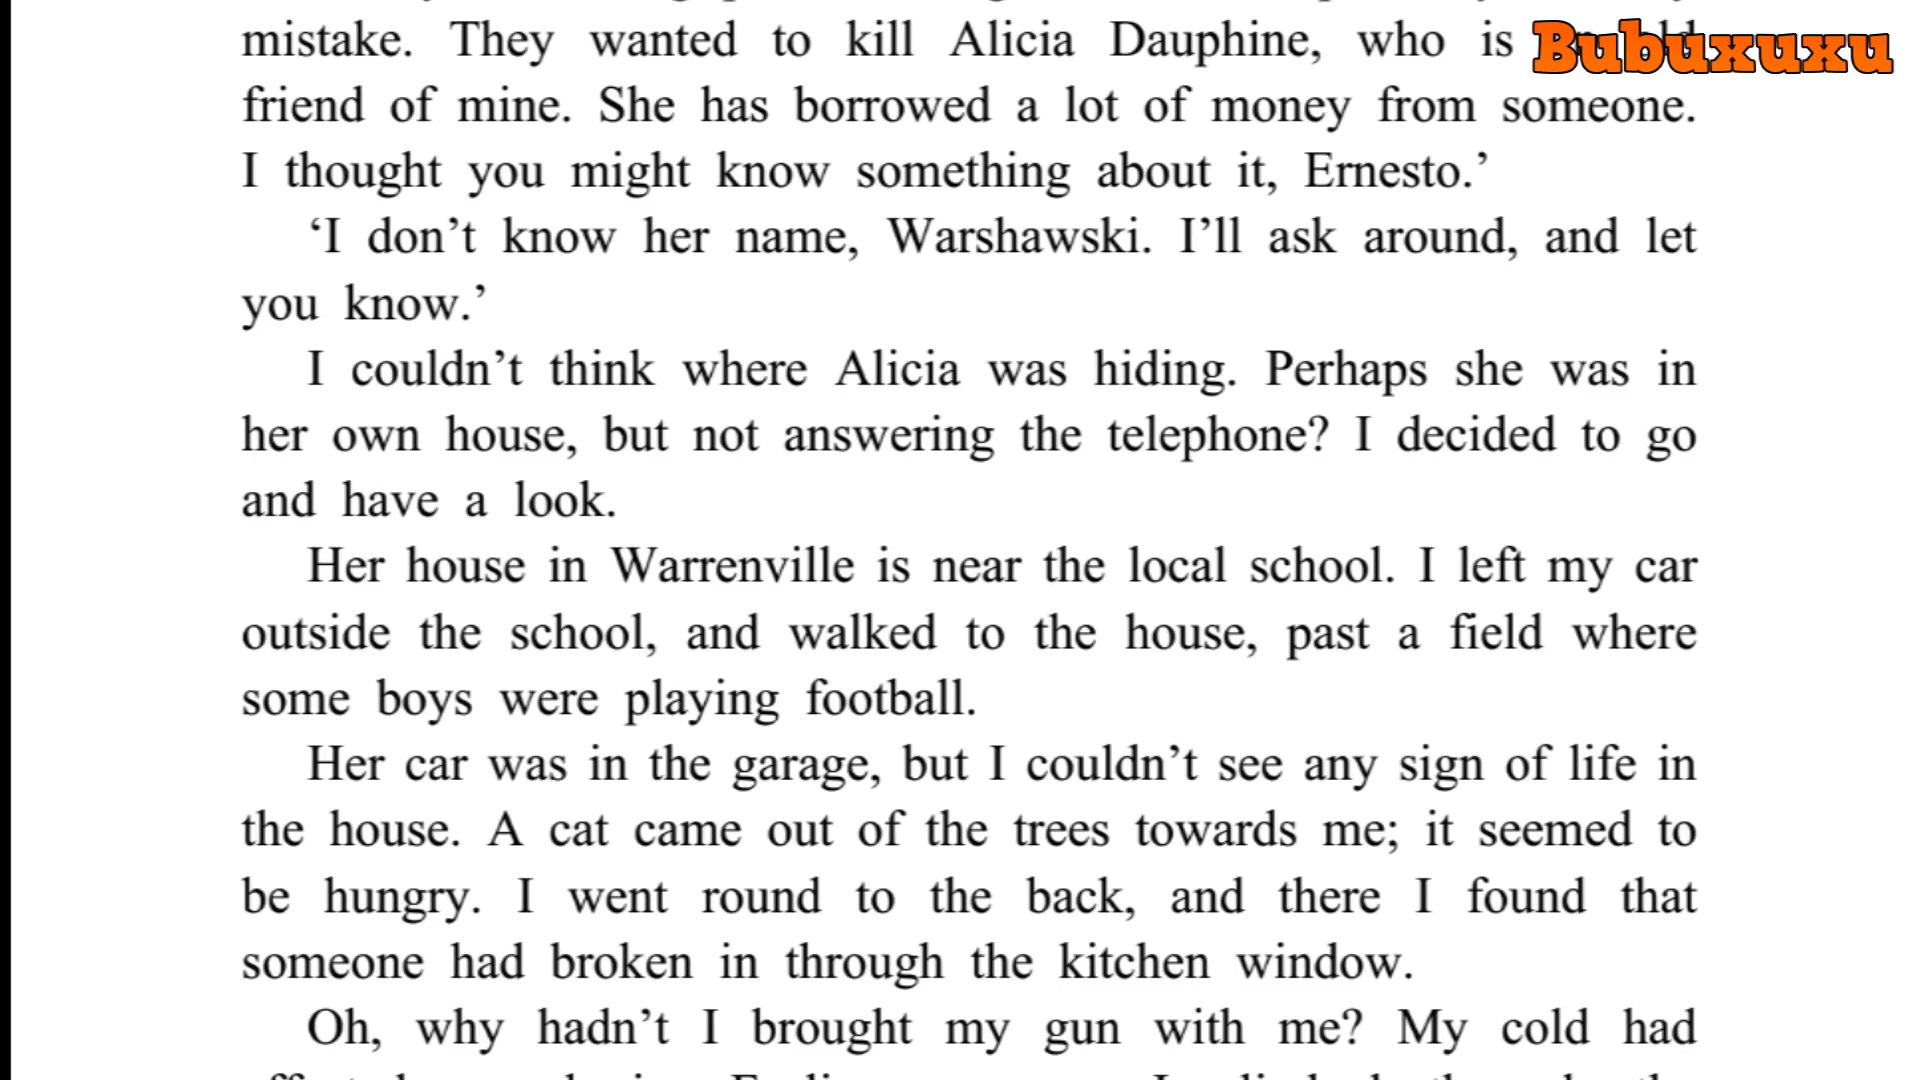 mistake. They wanted to kill Alicia Dauphine, who is
Bubuxuxu
friend of mine. She has borrowed a lot of money from someone.
I thought you might know something about it, Ernesto.’
‘I don’t know her name, Warshawski. I’ll ask around, and let
you know.’
I couldn’t think where Alicia was hiding. Perhaps she was in
her own house, but not answering the telephone? I decided to go
and have a look.
Her house in Warrenville is near the local school. I left my car
outside the school, and walked to the house, past a field where
some boys were playing football.
Her car was in the garage, but I couldn’t see any sign of life in
the house. A cat came out of the trees towards me; it seemed to
be hungry. I went round to the back, and there I found that
someone had broken in through the kitchen window.
Oh, why hadn’t I brought my gun with me? My cold had